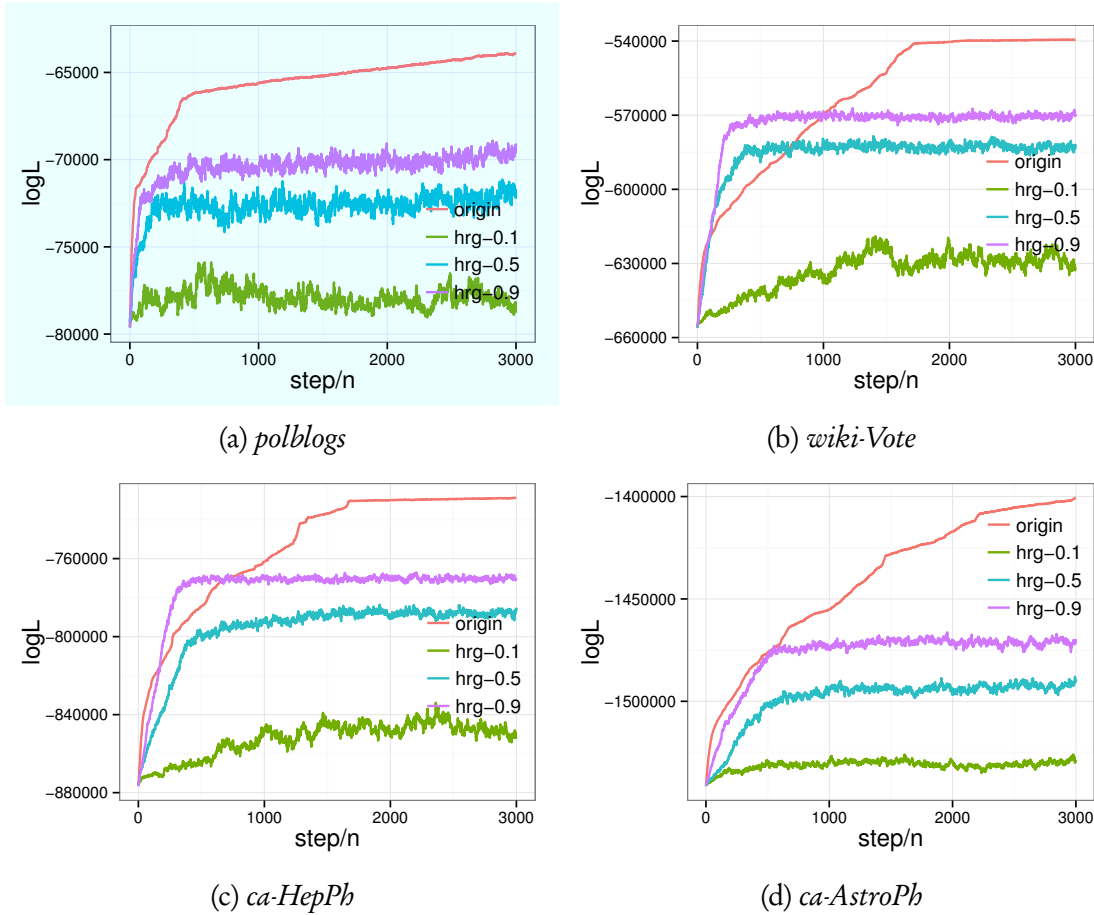 logL
−65000
−70000
−75000
−80000
origin
hrg−0.1
hrg−0.5
hrg−0.9
0
1000
2000
3000
step/n
(a) polblogs
logL
−540000
−570000
−600000
−630000
−660000
origin
hrg−0.1
hrg−0.5
hrg−0.9
0
1000
2000
3000
step/n
(b) wiki-Vote
logL
−760000
−800000
−840000
−880000
origin
hrg−0.1
hrg−0.5
hrg−0.9
0
1000
2000
3000
step/n
(c) ca-HepPh
logL
−1400000
−1450000
−1500000
origin
hrg−0.1
hrg−0.5
hrg−0.9
0
1000
2000
3000
step/n
(d) ca-AstroPh